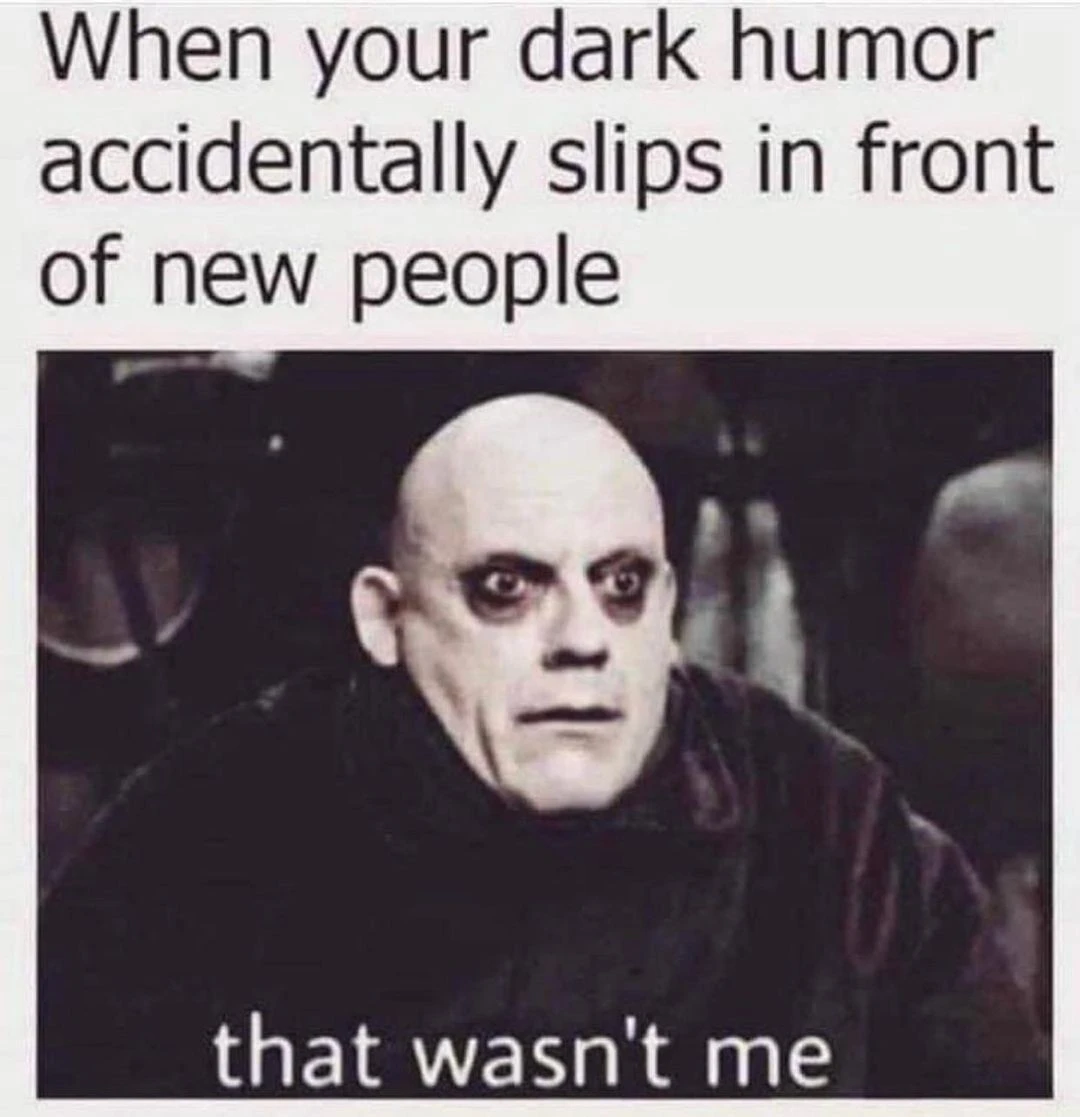 When your dark humor
accidentally slips in front
of new people
that wasn't me